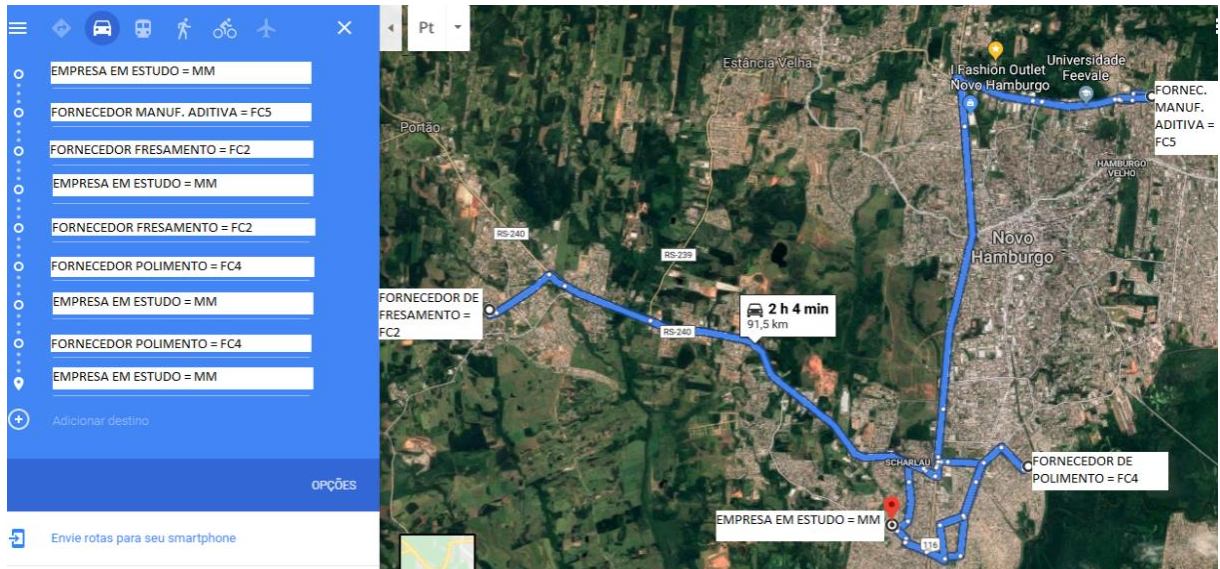 EMPRESA EM ESTUDO = MM
FORNECEDOR MANUF. ADITIVA = FC5
FORNECEDOR FRESAMENTO = FC2
EMPRESA EM ESTUDO = MM
FORNECEDOR FRESAMENTO = FC2
FORNECEDOR POLIMENTO = FC4
EMPRESA EM ESTUDO = MM
FORNECEDOR POLIMENTO = FC4
EMPRESA EM ESTUDO = MM
Adicionar destino
OPÇÕES
Envie rotas para seu smartphone
Pt
Estância Velha
I Fashion Outlet
Novo Hamburgo
Universidade
Feevale
FORNEC.
MANUF.
ADITIVA =
FC5
Portão
HAMBURGO
VELHO
RS-240
RS-239
Novo
Hamburgo
FORNECEDOR DE
FRESAMENTO =
FC2
2 h 4 min
91,5 km
RS-240
SCHARLAU
FORNECEDOR DE
POLIMENTO = FC4
EMPRESA EM ESTUDO = MM
116